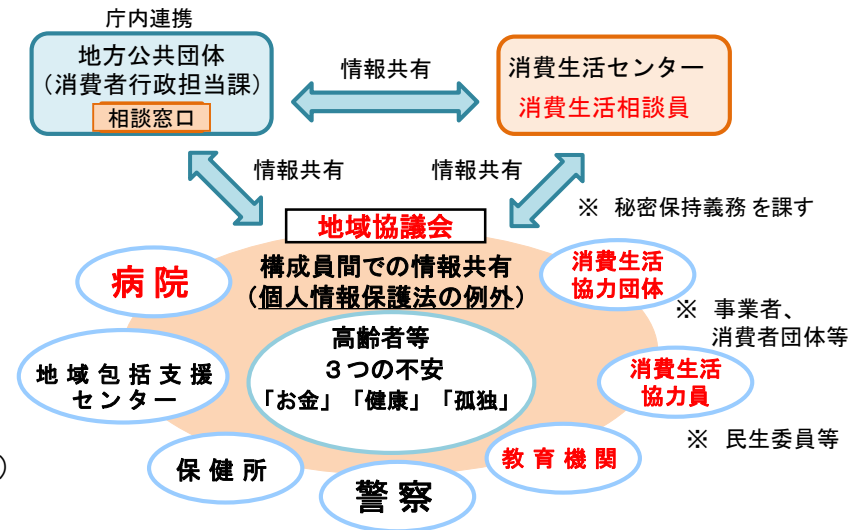 庁内連携
地方公共団体
（消費者行政担当課）
相談窓口
情報共有
消費生活センター
消費生活相談員
情報共有
情報共有
※ 秘密保持義務を課す
地域協議会
構成員間での情報共有
（個人情報保護法の例外）
病院
消費生活
協力団体
※ 事業者、
消費者団体等
高齢者等
３つの不安
「お金」「健康」「孤独」
地域包括支援
センター
消費生活
協力員
※ 民生委員等
保健所
教育機関
警察
）